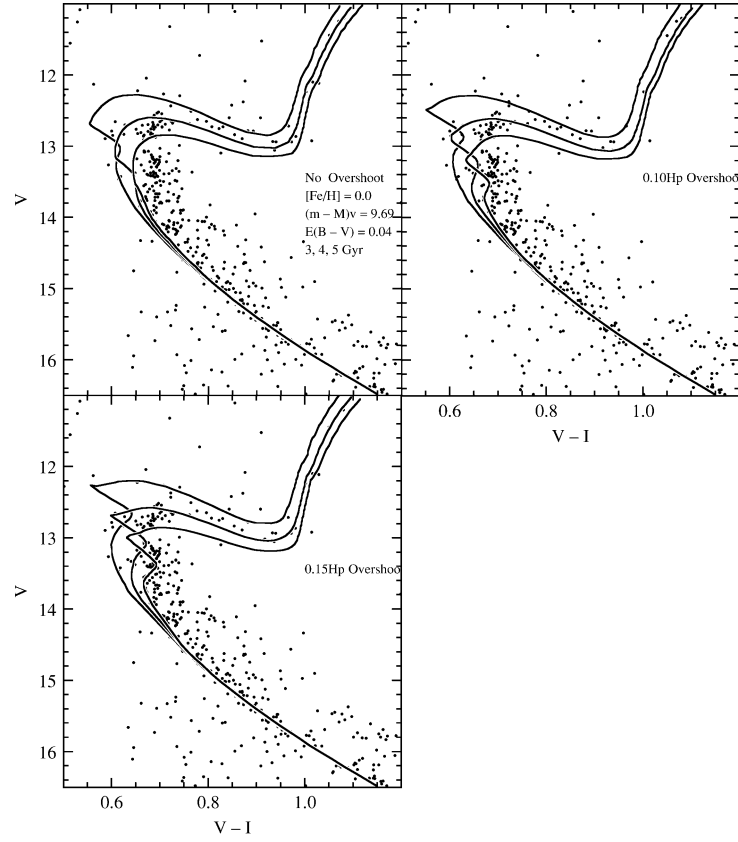 12
13
14
15
16
V
No Overshoot
[Fe/H] = 0.0
(m – M)v = 9.69
E(B – V) = 0.04
3, 4, 5 Gyr
0.10Hp Overshoo
0.6 0.8 1.0
V – I
12
13
14
15
16
V
0.15Hp Overshoo
0.6 0.8 1.0
V – I